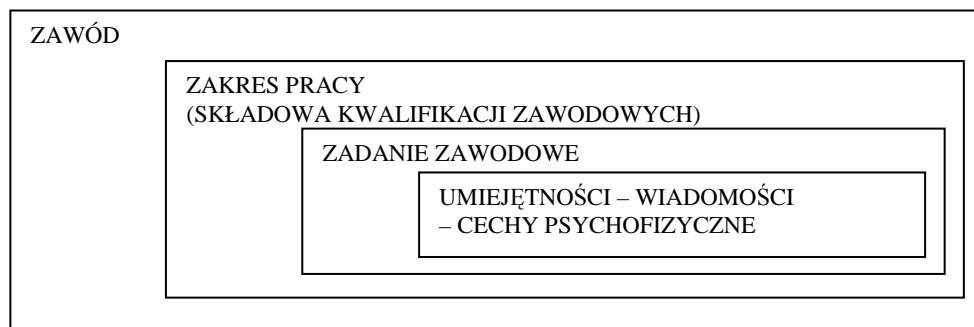 ZAWÓD
ZAKRES PRACY
(SKŁADOWA KWALIFIKACJI ZAWODOWYCH)
ZADANIE ZAWODOWE
UMIEJĘTNOŚCI – WIADOMOŚCI
– CECHY PSYCHOFIZYCZNE